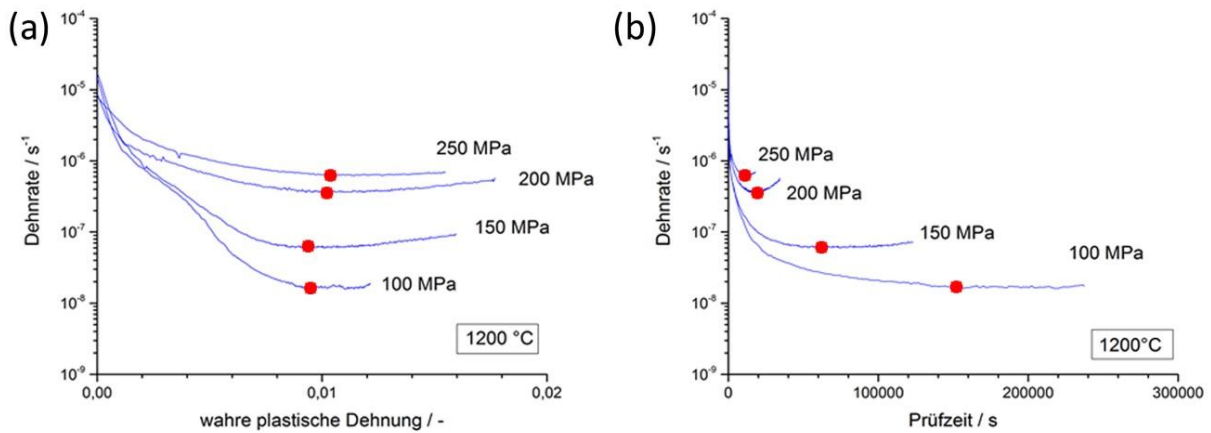 (a)
10⁻⁴
10⁻⁵
10⁻⁶
10⁻⁷
10⁻⁸
10⁻⁹
Dehnrate / s⁻¹
250 MPa
200 MPa
150 MPa
100 MPa
1200 °C
0,00
0,01
0,02
wahre plastische Dehnung / -
(b)
10⁻⁴
10⁻⁵
10⁻⁶
10⁻⁷
10⁻⁸
10⁻⁹
Dehnrate / s⁻¹
250 MPa
200 MPa
150 MPa
100 MPa
1200°C
0
100000
200000
300000
Prüfzeit / s